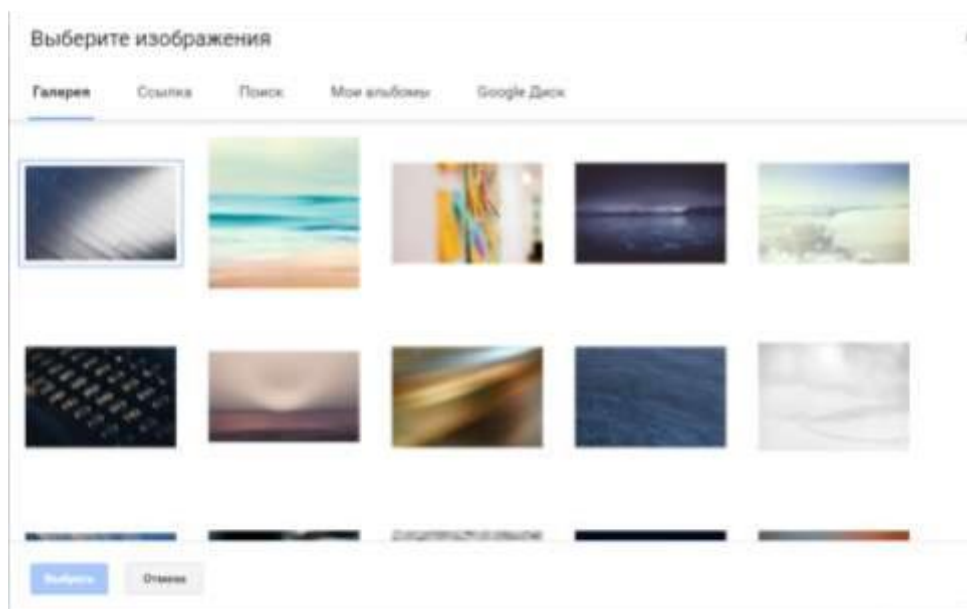 Выберите изображения
Галерея Ссылка Поиск Мои альбомы Google Диск
Выбрать Отмена